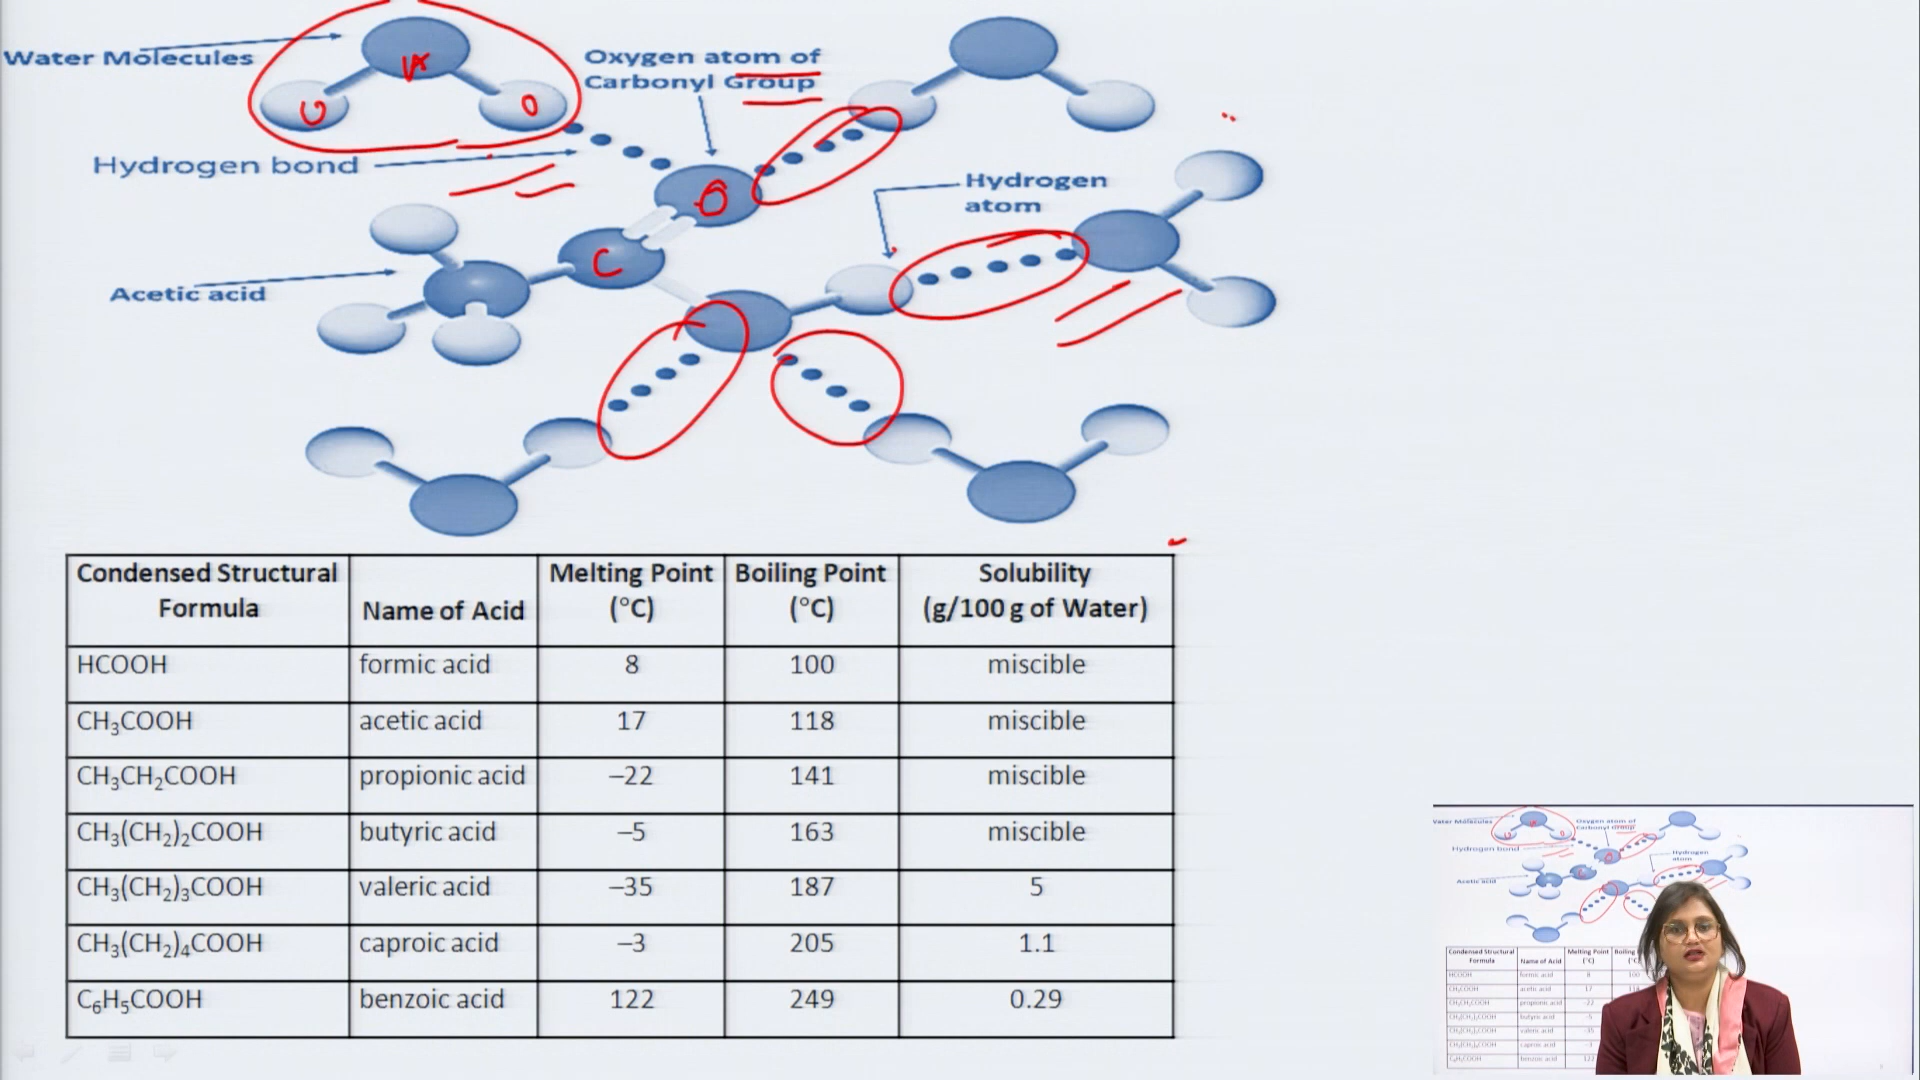 Water Molecules
Oxygen atom of
Carbonyl Group
Hydrogen bond
Hydrogen
atom
Acetic acid
O
C
Condensed Structural Formula | Name of Acid | Melting Point (°C) | Boiling Point (°C) | Solubility (g/100 g of Water)
HCOOH | formic acid | 8 | 100 | miscible
CH₃COOH | acetic acid | 17 | 118 | miscible
CH₃CH₂COOH | propionic acid | –22 | 141 | miscible
CH₃(CH₂)₂COOH | butyric acid | –5 | 163 | miscible
CH₃(CH₂)₃COOH | valeric acid | –35 | 187 | 5
CH₃(CH₂)₄COOH | caproic acid | –3 | 205 | 1.1
C₆H₅COOH | benzoic acid | 122 | 249 | 0.29